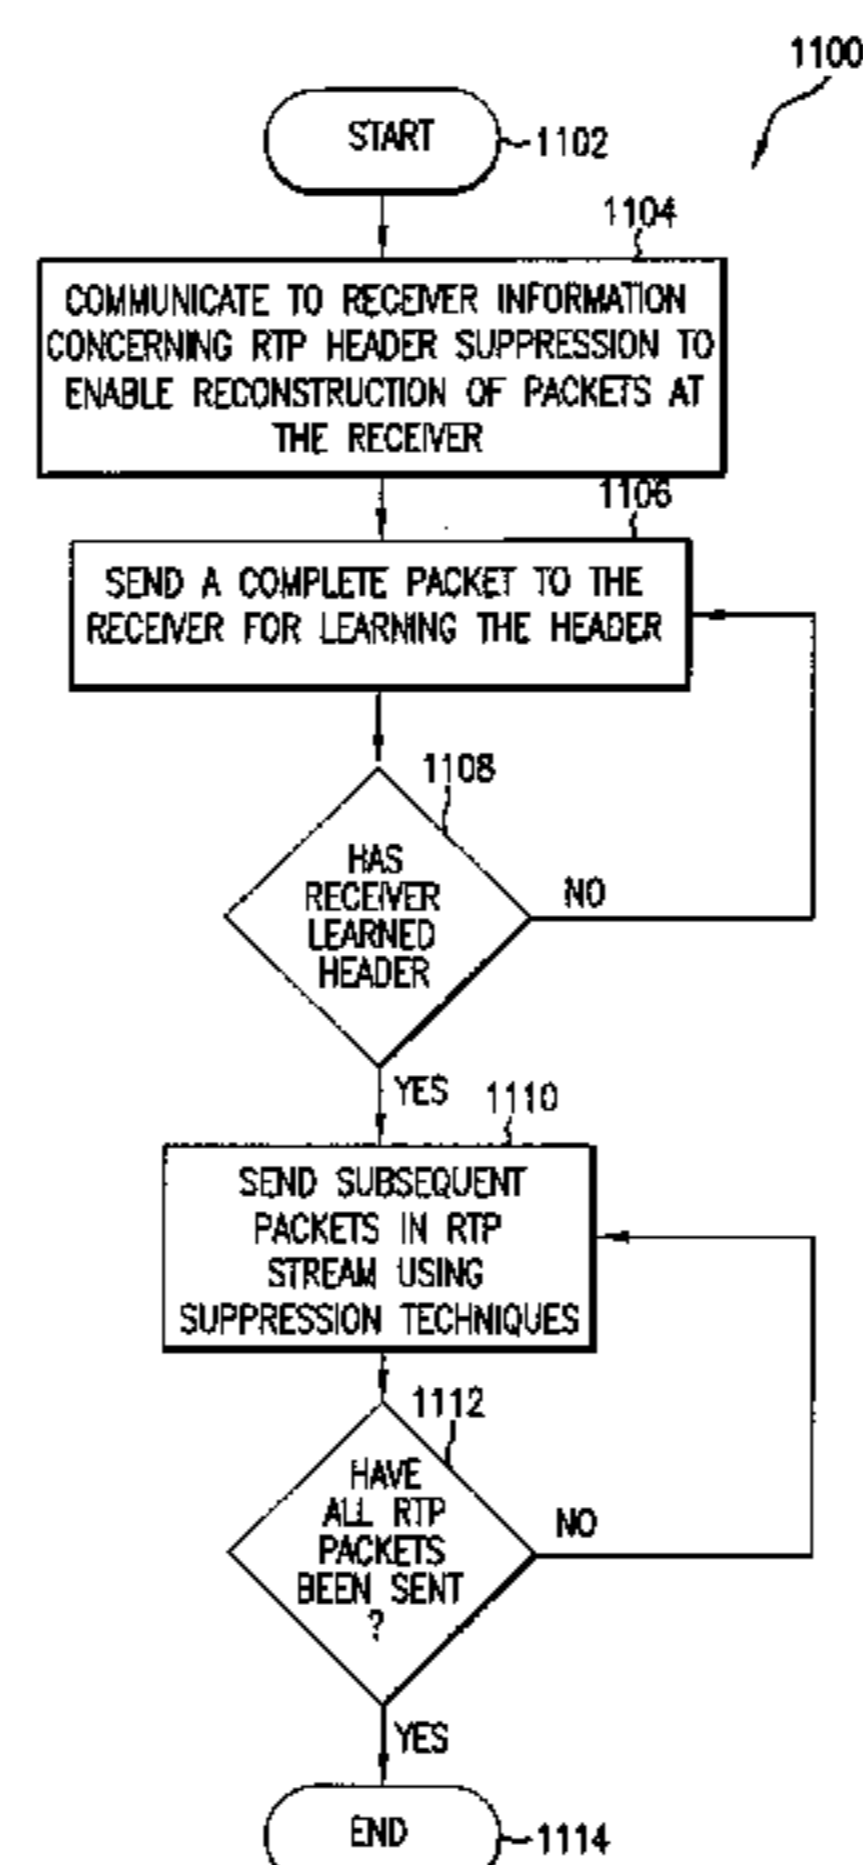 1100
START
1102
1104
COMMUNICATE TO RECEIVER INFORMATION
CONCERNING RTP HEADER SUPPRESSION TO
ENABLE RECONSTRUCTION OF PACKETS AT
THE RECEIVER
1106
SEND A COMPLETE PACKET TO THE
RECEIVER FOR LEARNING THE HEADER
1108
HAS
RECEIVER
LEARNED
HEADER
NO
YES
1110
SEND SUBSEQUENT
PACKETS IN RTP
STREAM USING
SUPPRESSION TECHNIQUES
1112
HAVE
ALL RTP
PACKETS
BEEN SENT
?
NO
YES
END
1114